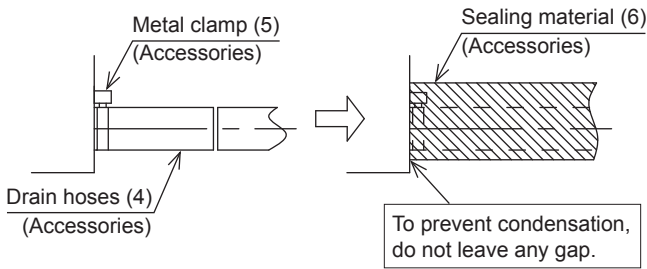 Metal clamp (5)
(Accessories)
Drain hoses (4)
(Accessories)
Sealing material (6)
(Accessories)
To prevent condensation,
do not leave any gap.